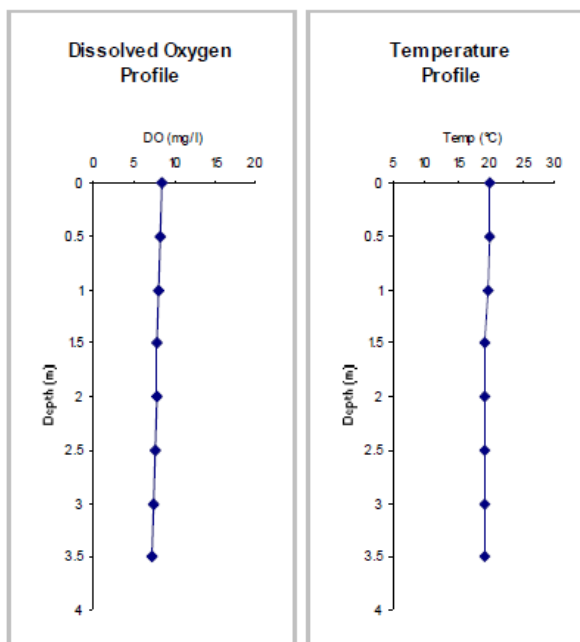 Dissolved Oxygen
Profile
DO (mg/l)
0 5 10 15 20
0
0.5
1
1.5
2
2.5
3
3.5
4
Depth (m)
Temperature
Profile
Temp (°C)
5 10 15 20 25 30
0
0.5
1
1.5
2
2.5
3
3.5
4
Depth (m)